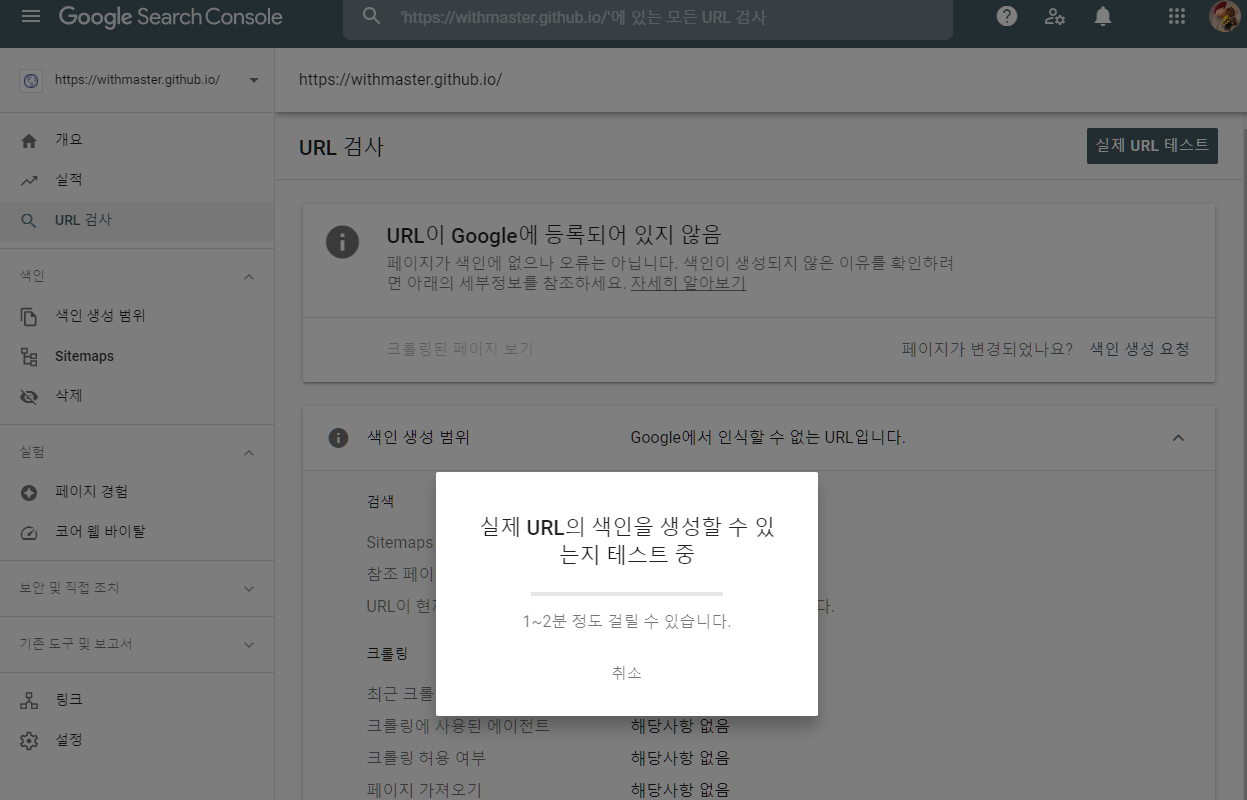 Google Search Console
'https://withmaster.github.io/'에 있는 모든 URL 검사
https://withmaster.github.io/
https://withmaster.github.io/
개요
실적
URL 검사
색인
색인 생성 범위
Sitemaps
삭제
실험
페이지 경험
코어 웹 바이탈
보안 및 직접 조치
기존 도구 및 보고서
링크
설정
URL 검사
실제 URL 테스트
URL이 Google에 등록되어 있지 않음
페이지가 색인에 없으나 오류는 아닙니다. 색인이 생성되지 않은 이유를 확인하려
면 아래의 세부정보를 참조하세요. 자세히 알아보기
크롤링된 페이지 보기
페이지가 변경되었나요?
색인 생성 요청
색인 생성 범위
Google에서 인식할 수 없는 URL입니다.
검색
Sitemaps
참조 페이
URL이 현
다.
크롤링
최근 크롤
크롤링에 사용된 에이전트
해당사항 없음
크롤링 허용 여부
해당사항 없음
페이지 가져오기
해당사항 없음
실제 URL의 색인을 생성할 수 있
는지 테스트 중
1~2분 정도 걸릴 수 있습니다.
취소